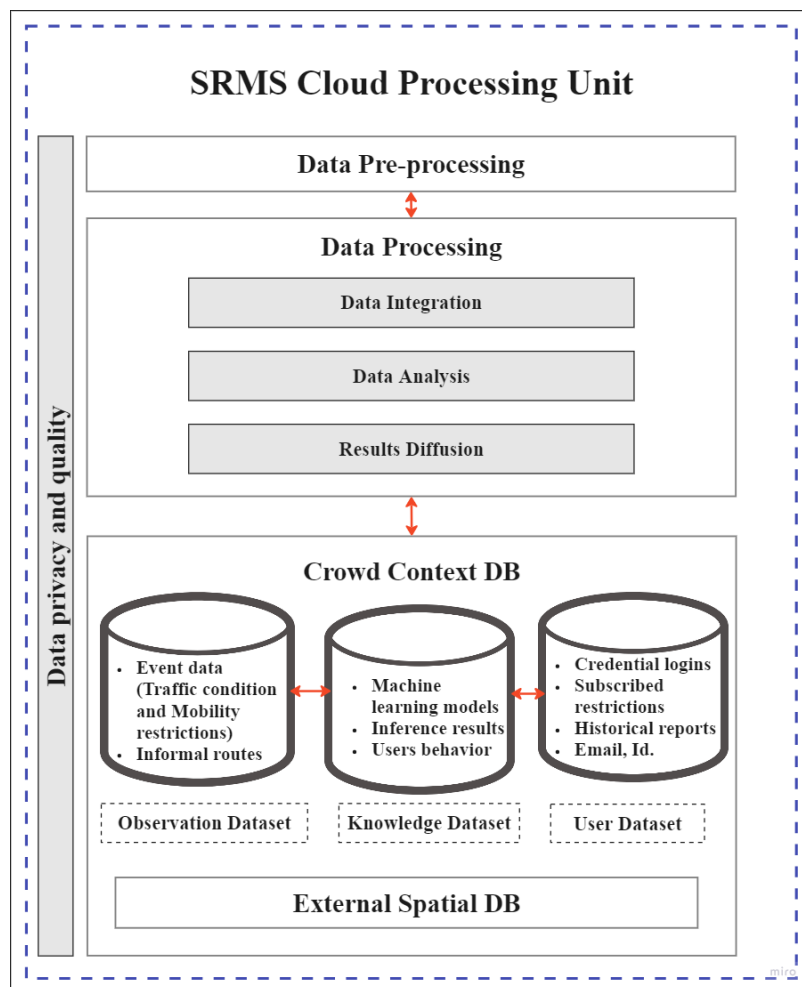 SRMS Cloud Processing Unit
Data Pre-processing
Data Processing
Data Integration
Data Analysis
Results Diffusion
Data privacy and quality
Crowd Context DB
• Event data
(Traffic condition
and Mobility
restrictions)
• Informal routes
• Machine
learning models
• Inference results
• Users behavior
• Credential logins
• Subscribed
restrictions
• Historical reports
• Email, Id.
Observation Dataset
Knowledge Dataset
User Dataset
External Spatial DB
miro